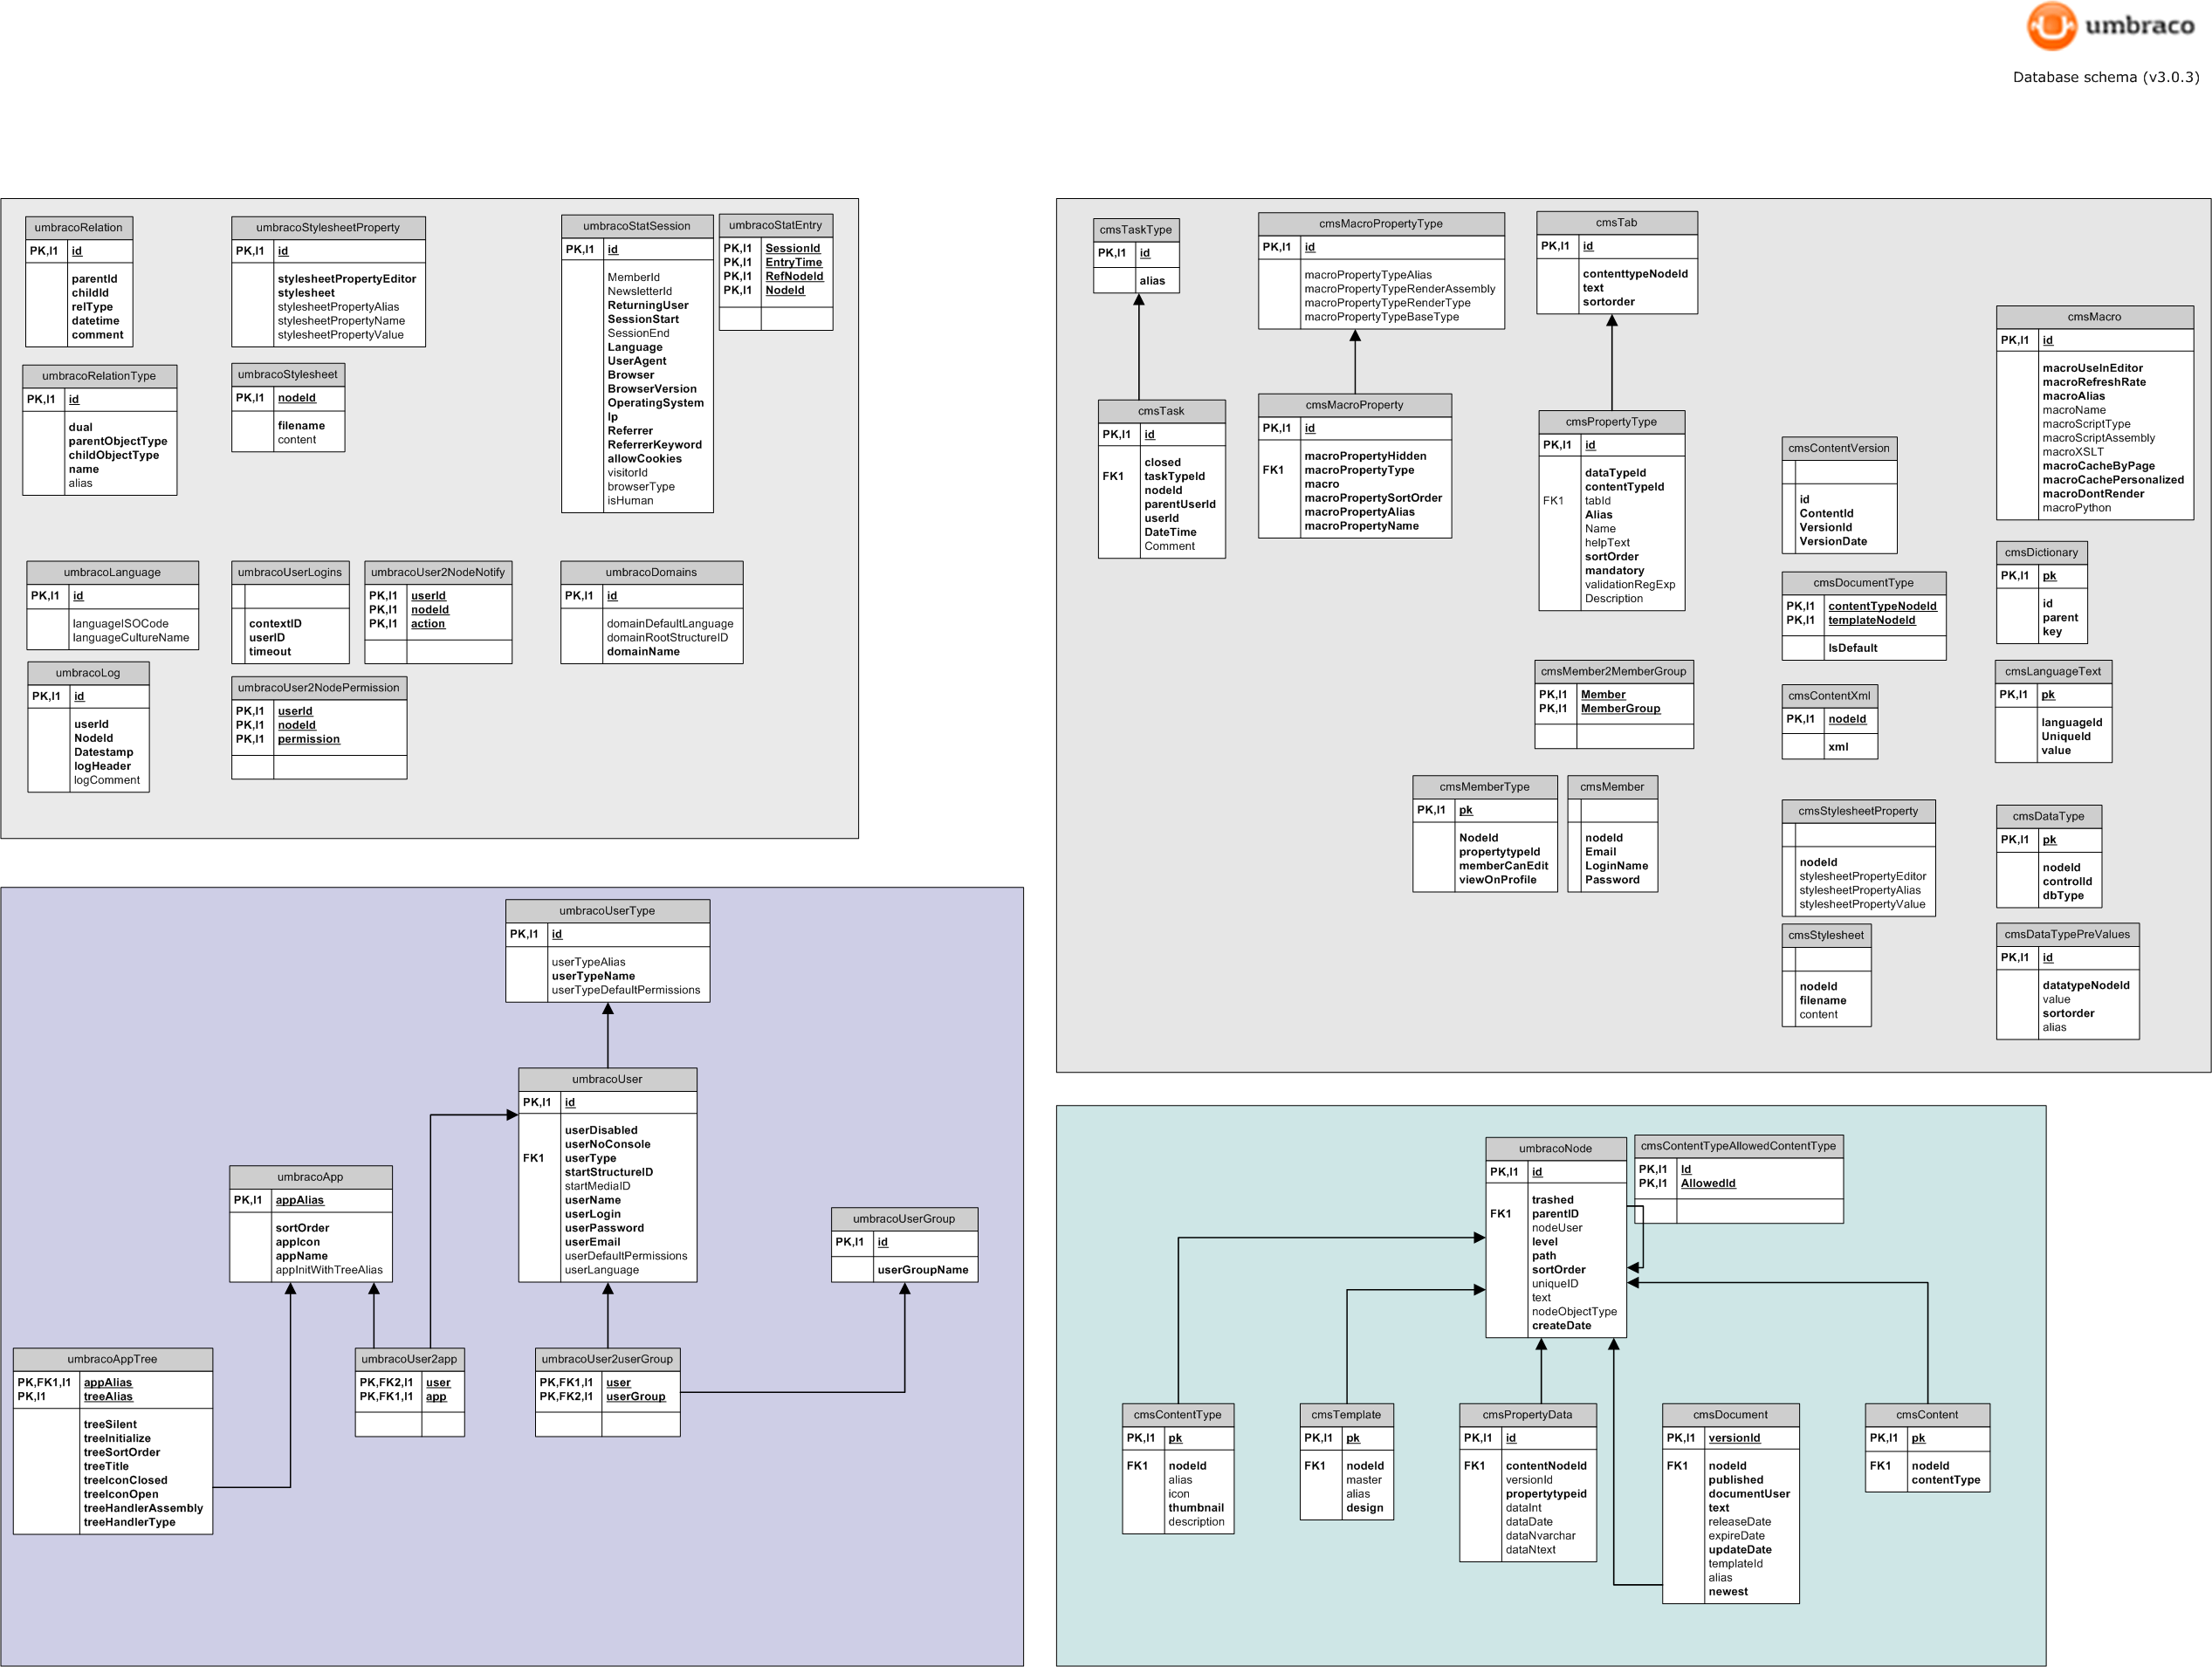 umbraco
Database schema (v3.0.3)
umbracoRelation
PK,I1 id
parentId
childId
relType
datetime
comment
umbracoStylesheetProperty
PK,I1 id
stylesheetPropertyEditor
stylesheet
stylesheetPropertyAlias
stylesheetPropertyName
stylesheetPropertyValue
umbracoStatSession
PK,I1 id
MemberId
NewsletterId
ReturningUser
SessionStart
SessionEnd
Language
UserAgent
Browser
BrowserVersion
OperatingSystem
Ip
Referrer
ReferrerKeyword
allowCookies
visitorId
browserType
isHuman
umbracoStatEntry
PK,I1 SessionId
PK,I1 EntryTime
PK,I1 RefNodeId
PK,I1 NodeId
umbracoRelationType
PK,I1 id
dual
parentObjectType
childObjectType
name
alias
umbracoStylesheet
PK,I1 nodeId
filename
content
umbracoLanguage
PK,I1 id
languageISOCode
languageCultureName
umbracoUserLogins
contextID
userID
timeout
umbracoUser2NodeNotify
PK,I1 userId
PK,I1 nodeId
PK,I1 action
umbracoDomains
PK,I1 id
domainDefaultLanguage
domainRootStructureID
domainName
umbracoLog
PK,I1 id
userId
NodeId
Datestamp
logHeader
logComment
umbracoUser2NodePermission
PK,I1 userId
PK,I1 nodeId
PK,I1 permission
cmsTaskType
PK,I1 id
alias
cmsMacroPropertyType
PK,I1 id
macroPropertyTypeAlias
macroPropertyTypeRenderAssembly
macroPropertyTypeRenderType
macroPropertyTypeBaseType
cmsTab
PK,I1 id
contenttypeNodeId
text
sortorder
cmsMacro
PK,I1 id
macroUseInEditor
macroRefreshRate
macroAlias
macroName
macroScriptType
macroScriptAssembly
macroXSLT
macroCacheByPage
macroCachePersonalized
macroDontRender
macroPython
cmsTask
PK,I1 id
closed
FK1 taskTypeId
nodeId
parentUserId
userId
DateTime
Comment
cmsMacroProperty
PK,I1 id
macroPropertyHidden
FK1 macroPropertyType
macro
macroPropertySortOrder
macroPropertyAlias
macroPropertyName
cmsPropertyType
PK,I1 id
dataTypeId
contentTypeId
FK1 tabId
Alias
Name
helpText
sortOrder
mandatory
validationRegExp
Description
cmsContentVersion
id
ContentId
VersionId
VersionDate
cmsDictionary
PK,I1 pk
id
parent
key
cmsDocumentType
PK,I1 contentTypeNodeId
PK,I1 templateNodeId
IsDefault
cmsMember2MemberGroup
PK,I1 Member
PK,I1 MemberGroup
cmsContentXml
PK,I1 nodeId
xml
cmsLanguageText
PK,I1 pk
languageId
UniqueId
value
cmsMemberType
PK,I1 pk
NodeId
propertytypeId
memberCanEdit
viewOnProfile
cmsMember
nodeId
Email
LoginName
Password
cmsStylesheetProperty
nodeId
stylesheetPropertyEditor
stylesheetPropertyAlias
stylesheetPropertyValue
cmsDataType
PK,I1 pk
nodeId
controlId
dbType
cmsStylesheet
nodeId
filename
content
cmsDataTypePreValues
PK,I1 id
datatypeNodeId
value
sortorder
alias
umbracoUserType
PK,I1 id
userTypeAlias
userTypeName
userTypeDefaultPermissions
umbracoUser
PK,I1 id
userDisabled
userNoConsole
FK1 userType
startStructureID
startMediaID
userName
userLogin
userPassword
userEmail
userDefaultPermissions
userLanguage
umbracoApp
PK,I1 appAlias
sortOrder
appIcon
appName
appInitWithTreeAlias
umbracoUserGroup
PK,I1 id
userGroupName
umbracoAppTree
PK,FK1,I1 appAlias
PK,I1 treeAlias
treeSilent
treeInitialize
treeSortOrder
treeTitle
treeIconClosed
treeIconOpen
treeHandlerAssembly
treeHandlerType
umbracoUser2app
PK,FK2,I1 user
PK,FK1,I1 app
umbracoUser2userGroup
PK,FK1,I1 user
PK,FK2,I1 userGroup
umbracoNode
PK,I1 id
trashed
FK1 parentID
nodeUser
level
path
sortOrder
uniqueID
text
nodeObjectType
createDate
cmsContentTypeAllowedContentType
PK,I1 Id
PK,I1 AllowedId
cmsContentType
PK,I1 pk
FK1 nodeId
alias
icon
thumbnail
description
cmsTemplate
PK,I1 pk
FK1 nodeId
master
alias
design
cmsPropertyData
PK,I1 id
FK1 contentNodeId
versionId
propertytypeid
dataInt
dataDate
dataNvarchar
dataNtext
cmsDocument
PK,I1 versionId
FK1 nodeId
published
documentUser
text
releaseDate
expireDate
updateDate
templateId
alias
newest
cmsContent
PK,I1 pk
FK1 nodeId
contentType